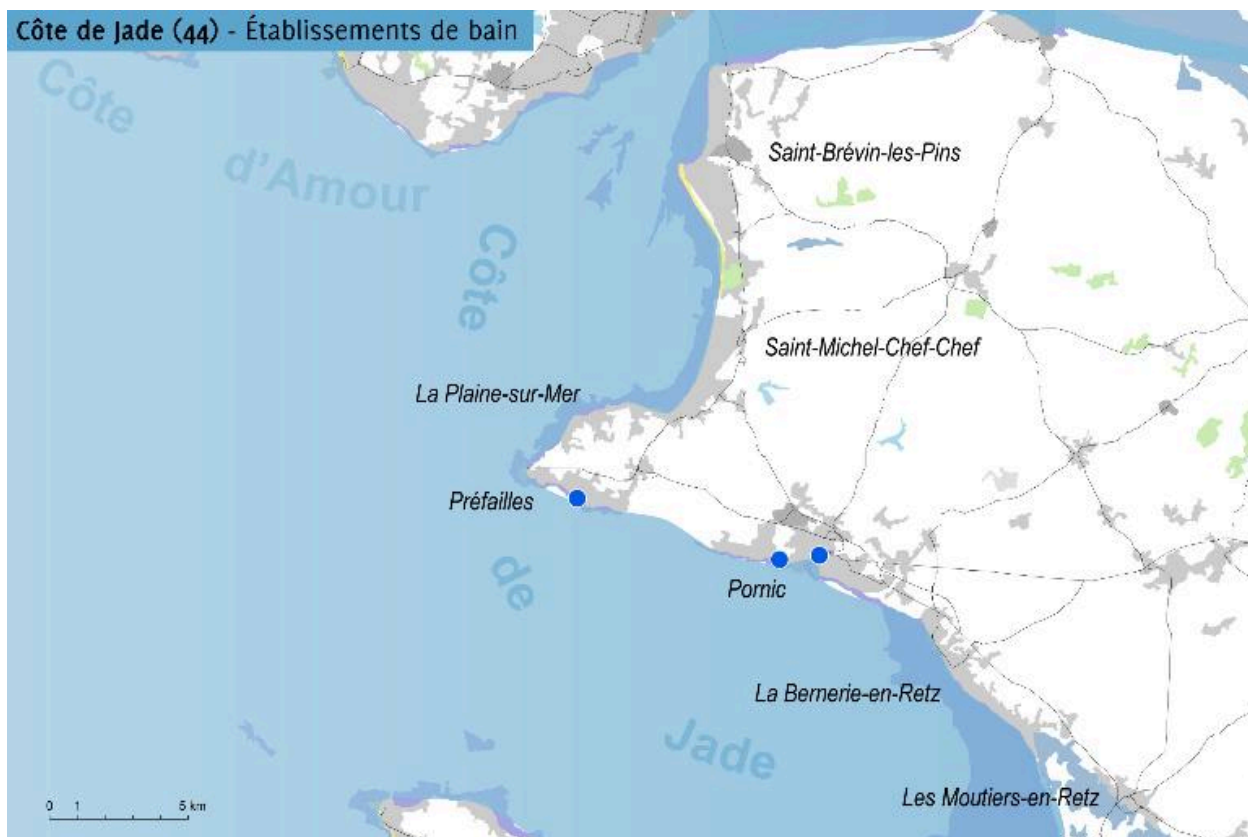 Côte de Jade (44) - Établissements de bain
Côte
d'Amour
Saint-Brévin-les-Pins
Côte
Saint-Michel-Chef-Chef
La Plaine-sur-Mer
Préfailles
de
Pornic
La Bernerie-en-Retz
Jade
Les Moutiers-en-Retz
0 1 5 km